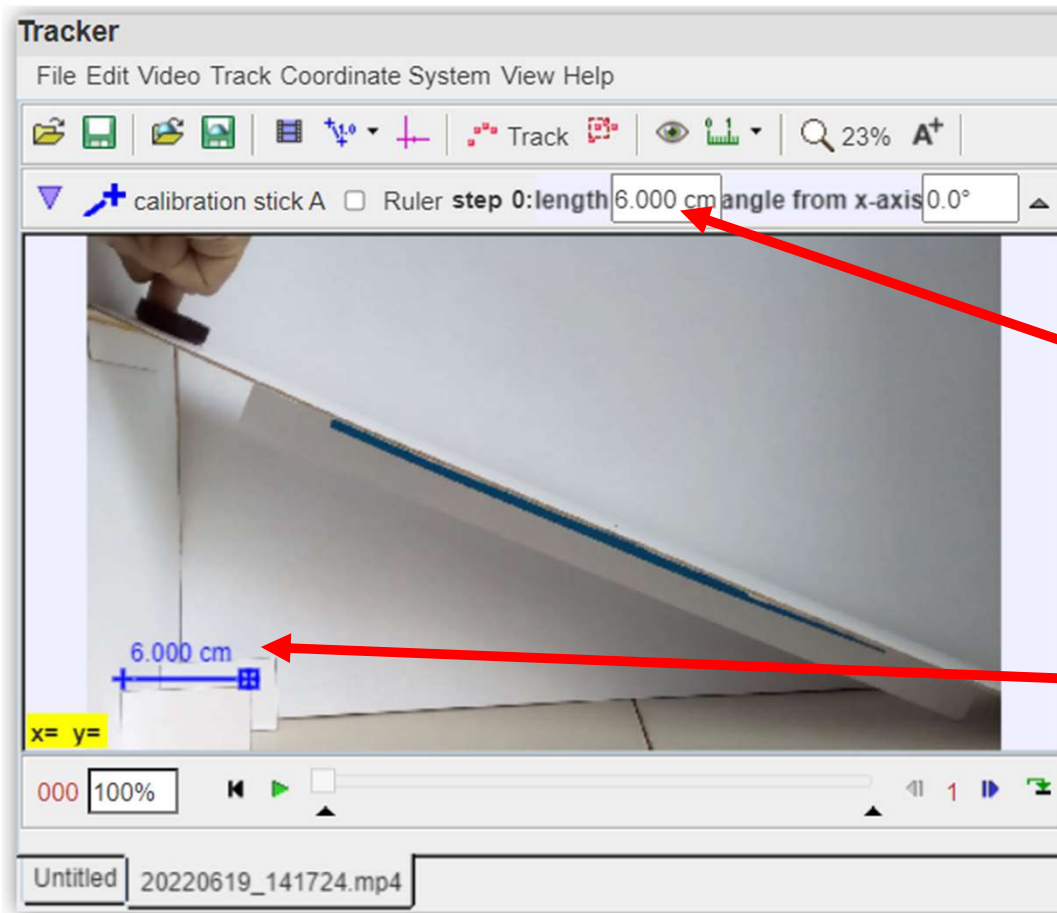 Tracker
File Edit Video Track Coordinate System View Help
Track 23% A+
calibration stick A Ruler step 0:length 6.000 cm angle from x-axis 0.0°
6.000 cm
x= y=
000 100% 1
Untitled 20220619_141724.mp4